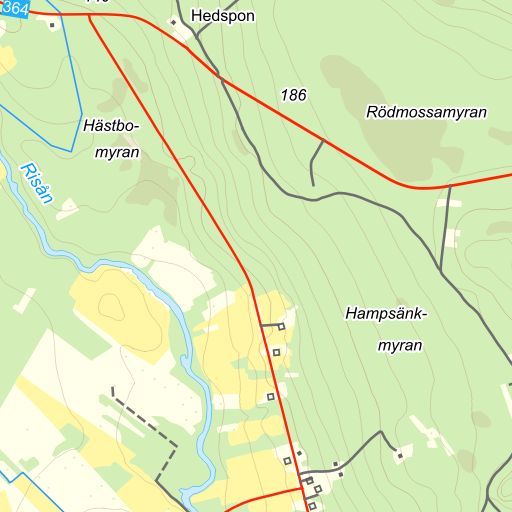 364
Hedspon
186
Rödmossamyran
Hästbo-
myran
Risån
Hampsänk-
myran